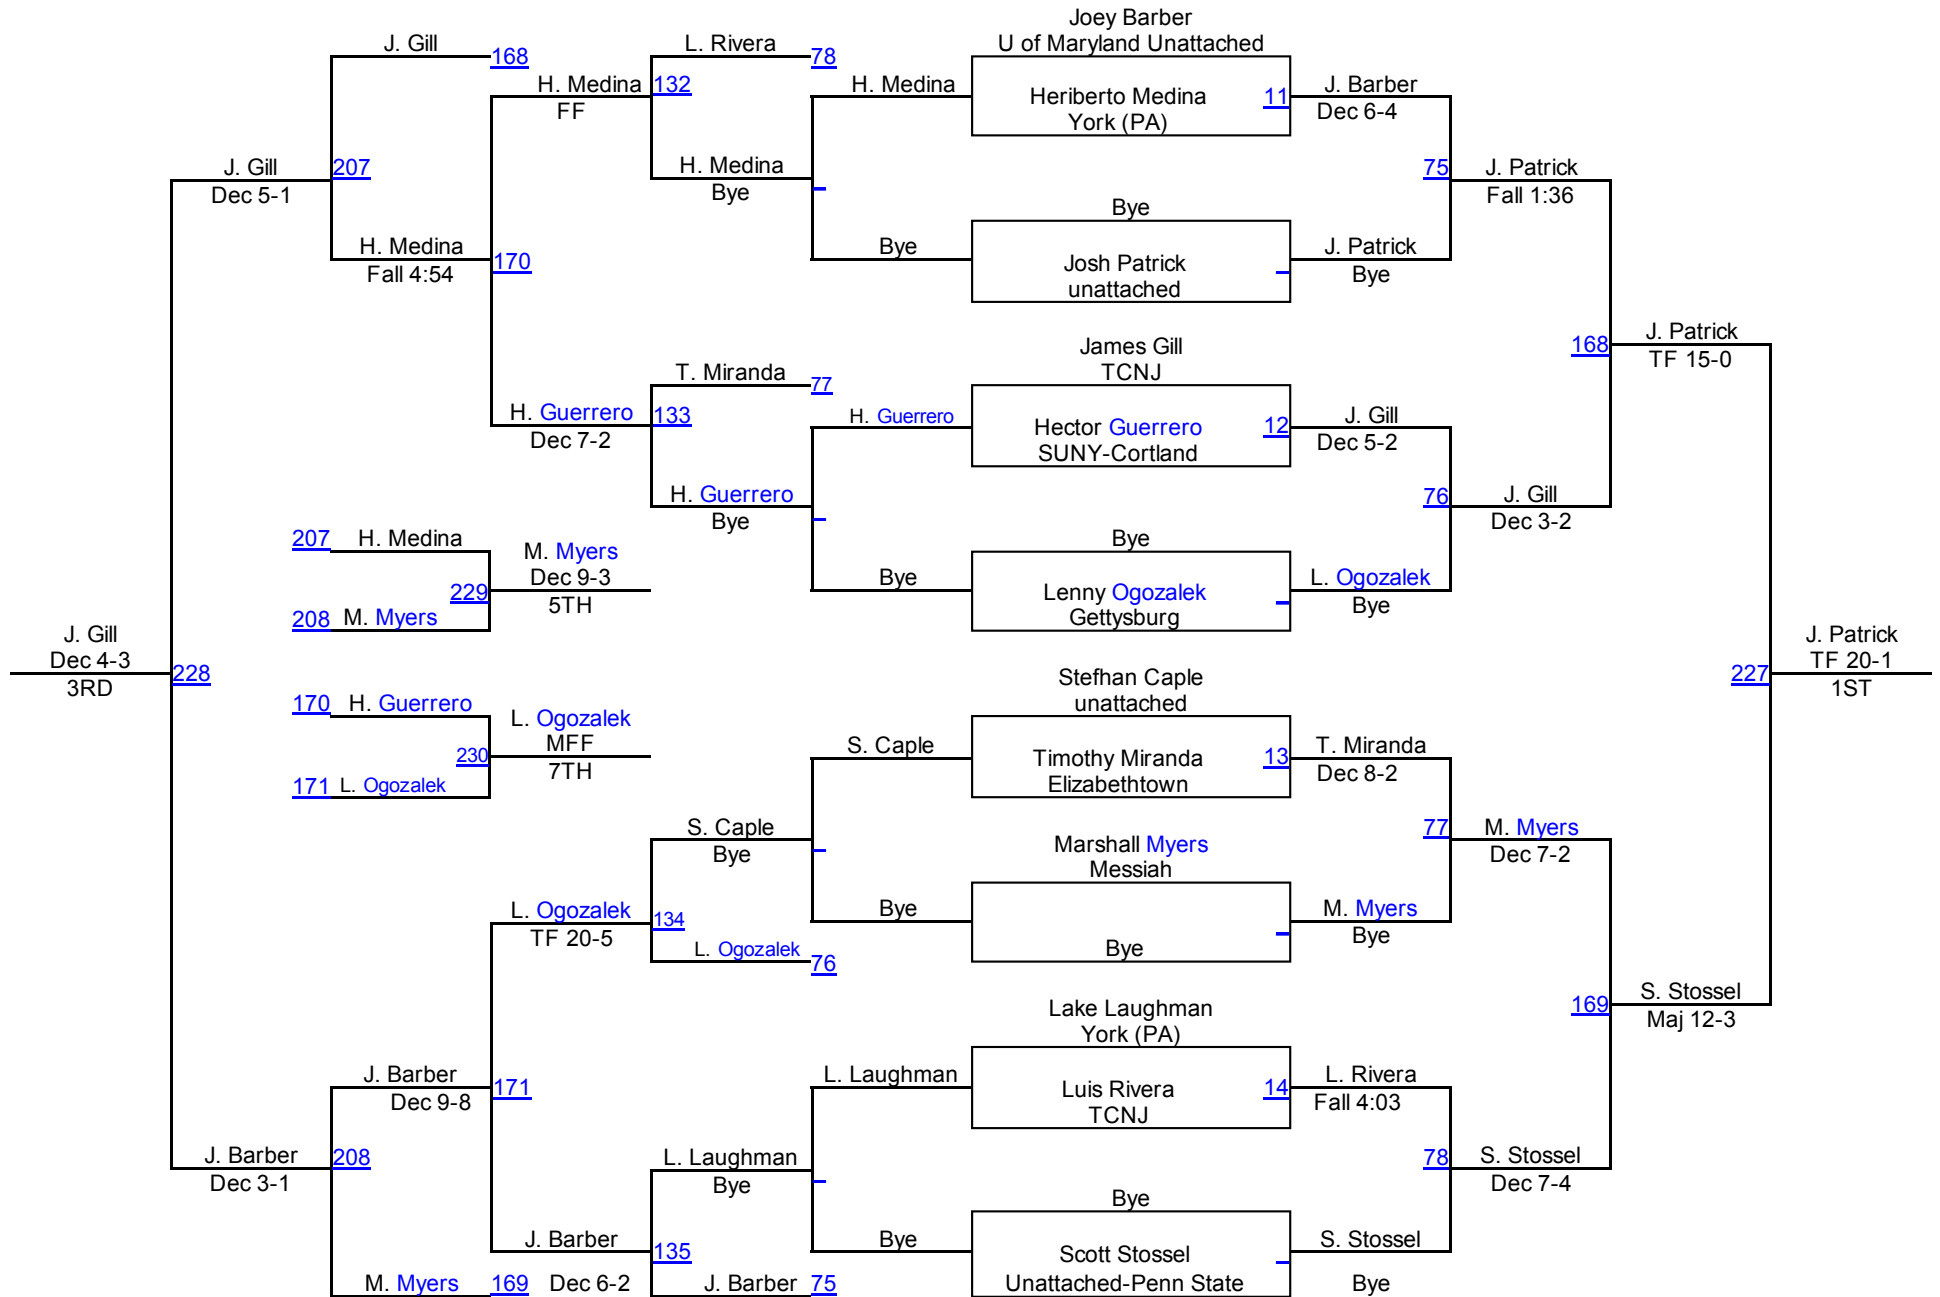 Joey Barber
U of Maryland Unattached
J. Gill
168
L. Rivera
78
H. Medina
FF
132
H. Medina
Heriberto Medina
York (PA)
11
J. Barber
Dec 6-4
J. Gill
Dec 5-1
207
H. Medina
Bye
75
J. Patrick
Fall 1:36
Bye
H. Medina
Fall 4:54
170
Bye
Josh Patrick
unattached
J. Patrick
Bye
James Gill
TCNJ
168
J. Patrick
TF 15-0
T. Miranda
77
H. Guerrero
Dec 7-2
133
H. Guerrero
Hector Guerrero
SUNY-Cortland
12
J. Gill
Dec 5-2
H. Guerrero
Bye
76
J. Gill
Dec 3-2
207
H. Medina
M. Myers
Dec 9-3
5TH
229
208
M. Myers
Bye
Bye
Lenny Ogozalek
Gettysburg
L. Ogozalek
Bye
J. Gill
Dec 4-3
3RD
228
J. Patrick
TF 20-1
1ST
227
Stefhan Caple
unattached
170
H. Guerrero
L. Ogozalek
MFF
7TH
230
171
L. Ogozalek
S. Caple
Timothy Miranda
Elizabethtown
13
T. Miranda
Dec 8-2
S. Caple
Bye
Marshall Myers
Messiah
77
M. Myers
Dec 7-2
L. Ogozalek
TF 20-5
134
Bye
Bye
M. Myers
Bye
L. Ogozalek
76
Lake Laughman
York (PA)
169
S. Stossel
Maj 12-3
J. Barber
Dec 9-8
171
L. Laughman
Luis Rivera
TCNJ
14
L. Rivera
Fall 4:03
J. Barber
Dec 3-1
208
L. Laughman
Bye
78
S. Stossel
Dec 7-4
Bye
J. Barber
Dec 6-2
135
Bye
Scott Stossel
Unattached-Penn State
S. Stossel
Bye
M. Myers
169
J. Barber
75